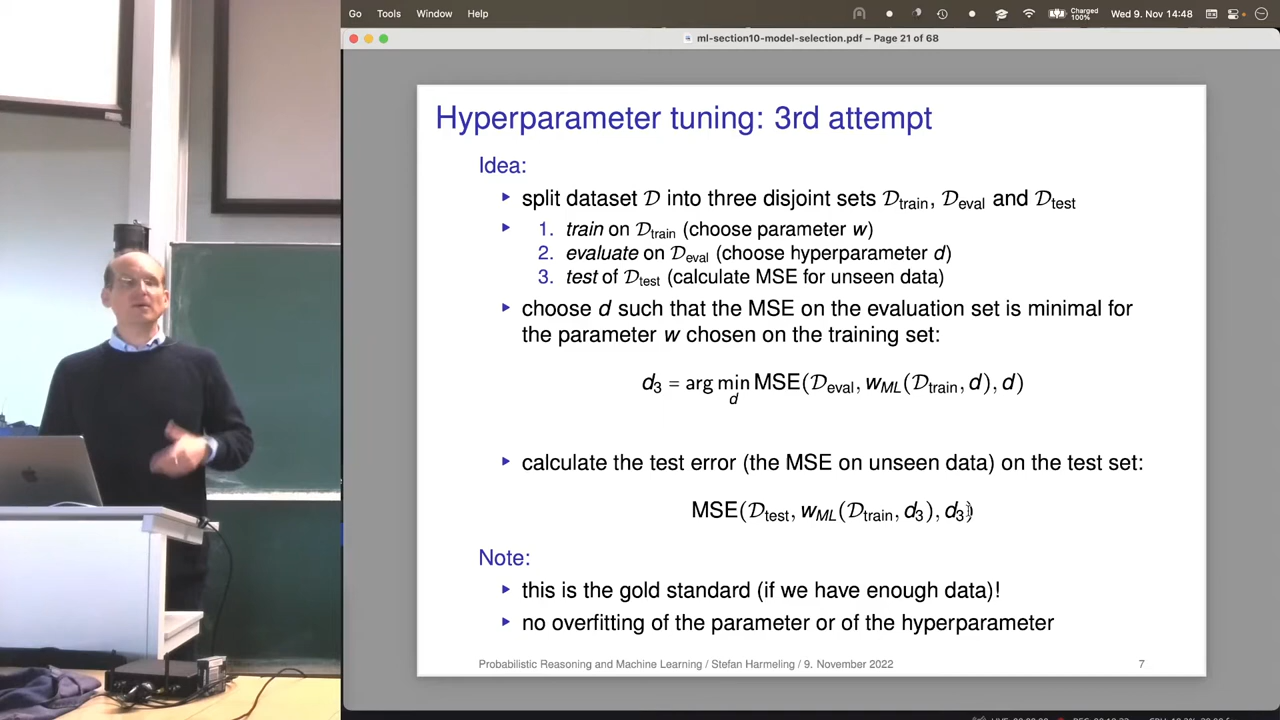 Go Tools Window Help Charged 100% Wed 9. Nov 14:48
ml-section10-model-selection.pdf – Page 21 of 68
Hyperparameter tuning: 3rd attempt
Idea:
▶ split dataset 𝒟 into three disjoint sets 𝒟train, 𝒟eval and 𝒟test
▶ 1. train on 𝒟train (choose parameter w)
2. evaluate on 𝒟eval (choose hyperparameter d)
3. test of 𝒟test (calculate MSE for unseen data)
▶ choose d such that the MSE on the evaluation set is minimal for
the parameter w chosen on the training set:
d3 = arg min d MSE(𝒟eval, wML(𝒟train, d), d)
▶ calculate the test error (the MSE on unseen data) on the test set:
MSE(𝒟test, wML(𝒟train, d3), d3)
Note:
▶ this is the gold standard (if we have enough data)!
▶ no overfitting of the parameter or of the hyperparameter
Probabilistic Reasoning and Machine Learning / Stefan Harmeling / 9. November 2022 7